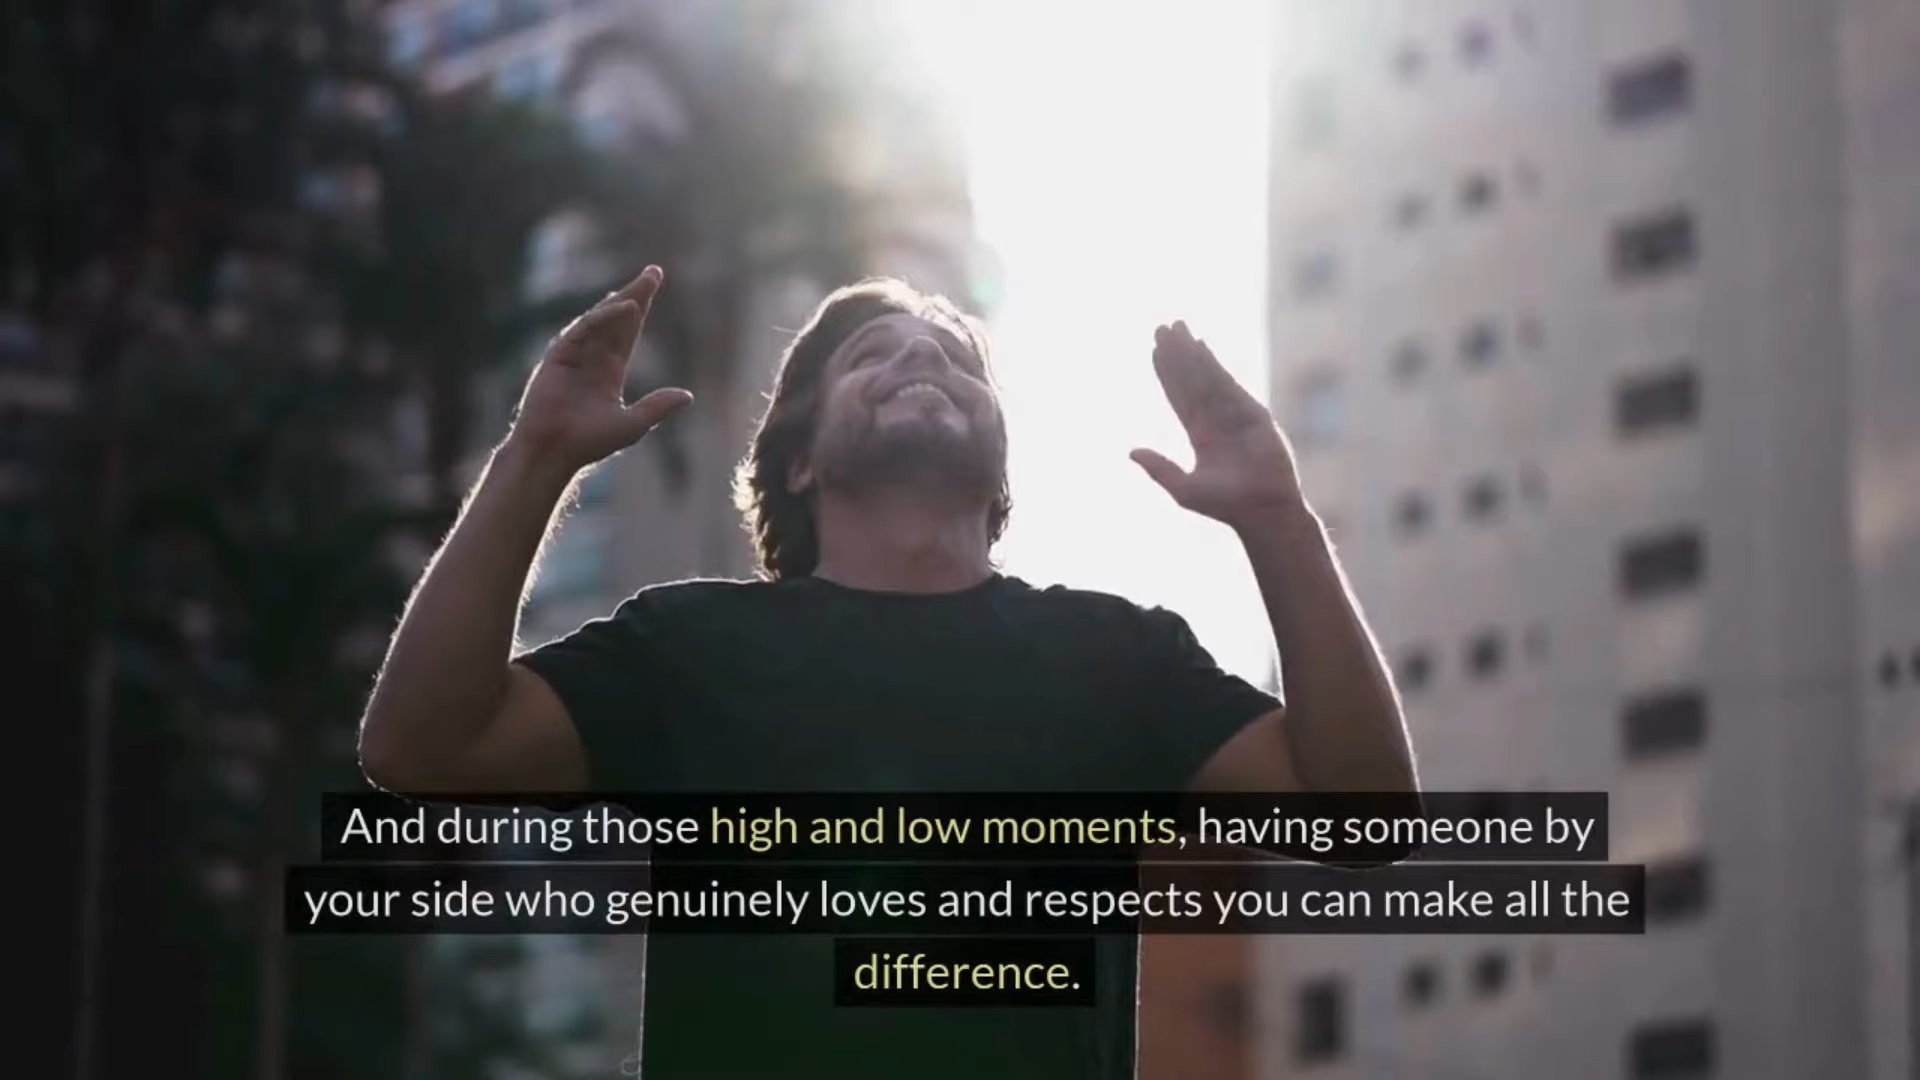 And during those high and low moments, having someone by
your side who genuinely loves and respects you can make all the
difference.